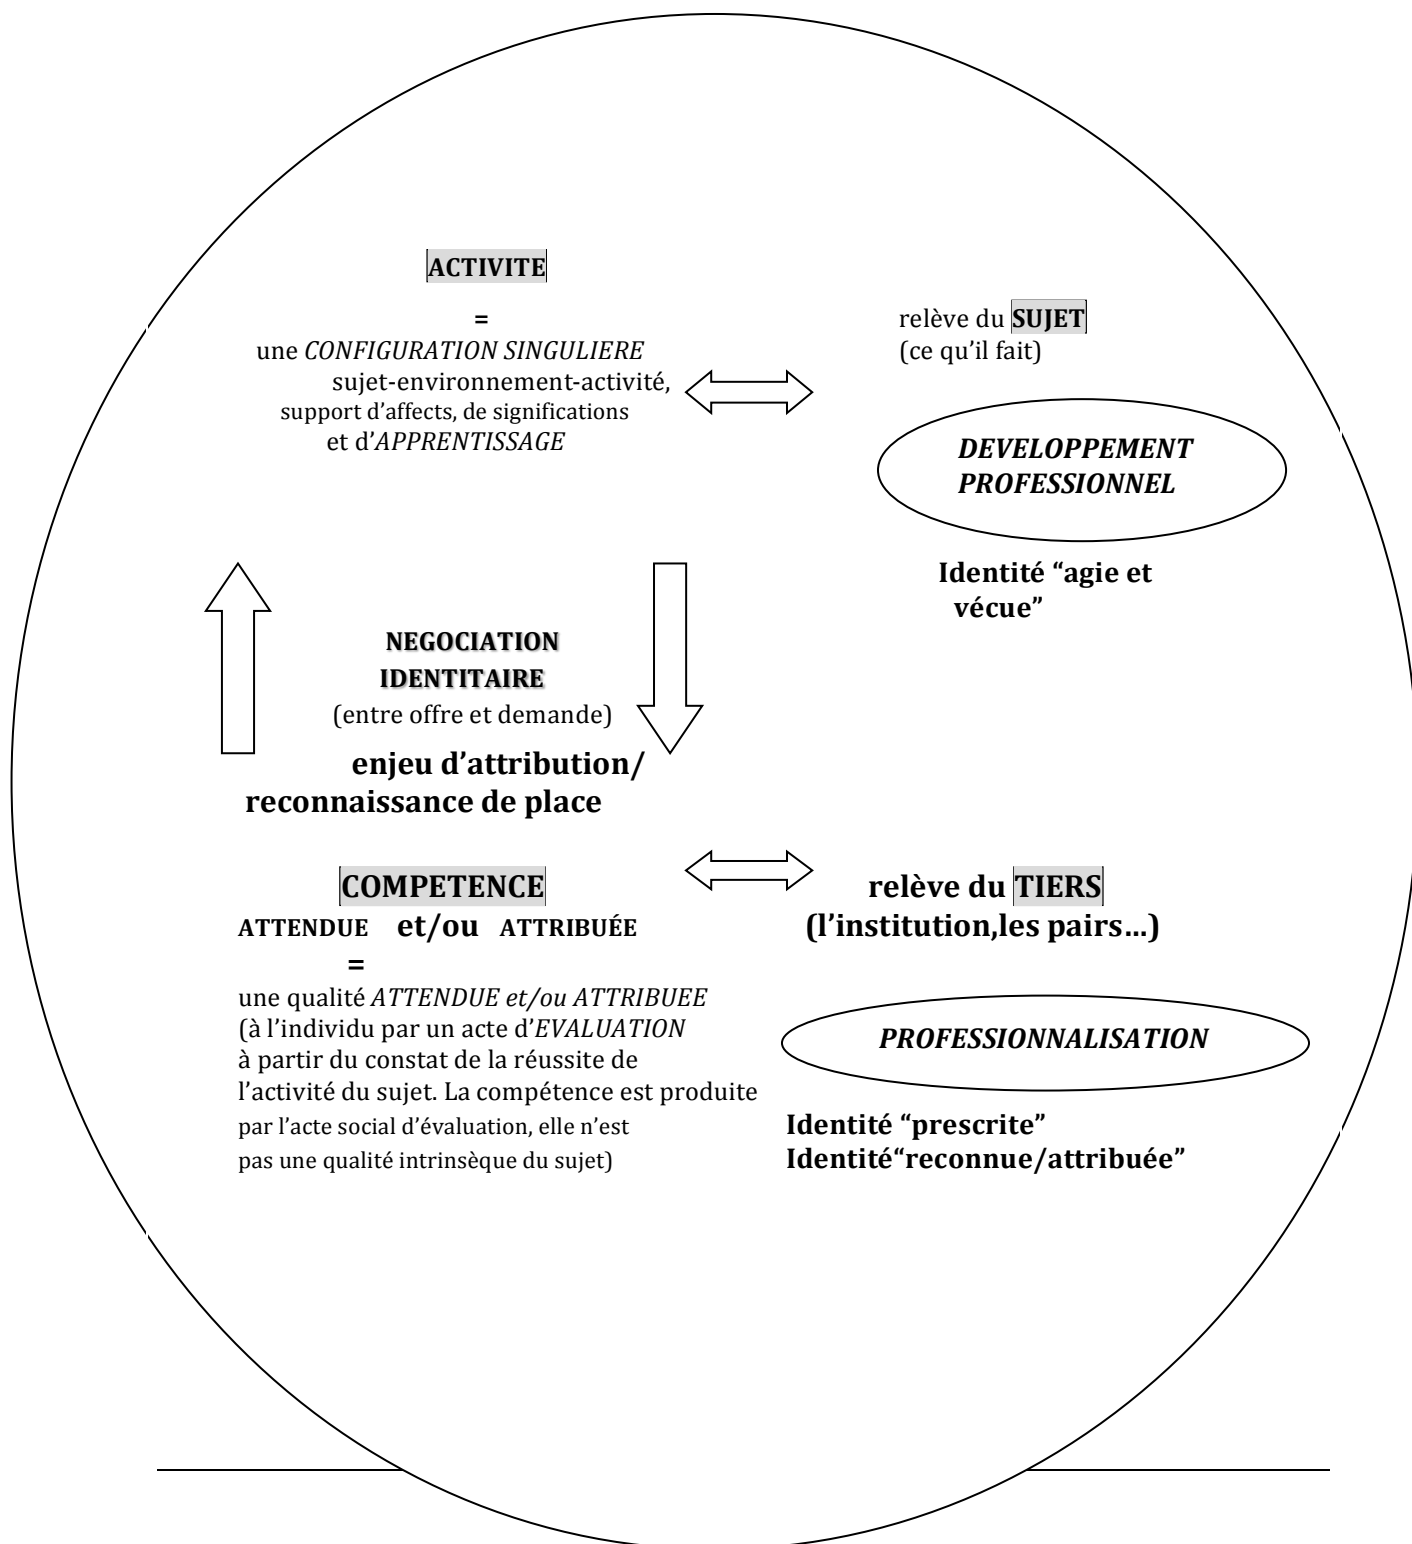 ACTIVITE
=
une CONFIGURATION SINGULIERE
sujet-environnement-activité,
support d’affects, de significations
et d’APPRENTISSAGE
relève du SUJET
(ce qu’il fait)
DEVELOPPEMENT
PROFESSIONNEL
Identité “agie et
vécue”
NEGOCIATION
IDENTITAIRE
(entre offre et demande)
enjeu d’attribution/
reconnaissance de place
COMPETENCE
ATTENDUE et/ou ATTRIBUÉE
=
une qualité ATTENDUE et/ou ATTRIBUEE
(à l’individu par un acte d’EVALUATION
à partir du constat de la réussite de
l’activité du sujet. La compétence est produite
par l’acte social d’évaluation, elle n’est
pas une qualité intrinsèque du sujet)
relève du TIERS
(l’institution,les pairs…)
PROFESSIONNALISATION
Identité “prescrite”
Identité“reconnue/attribuée”